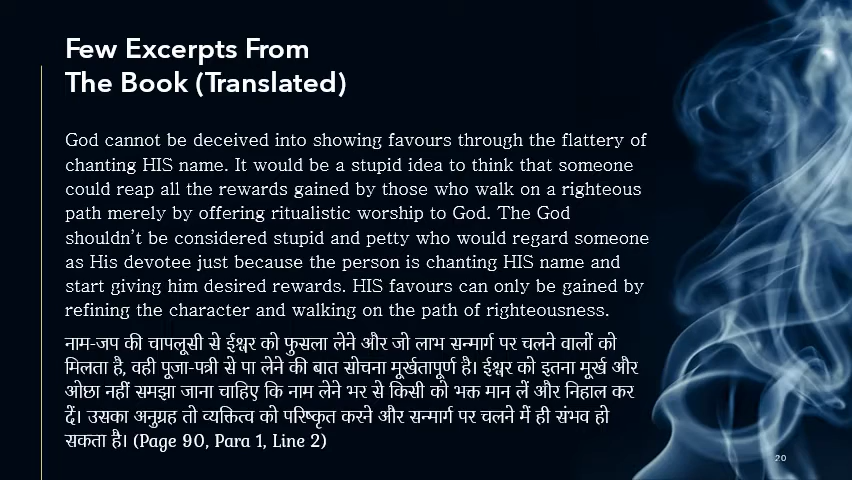 Few Excerpts From
The Book (Translated)
God cannot be deceived into showing favours through the flattery of
chanting HIS name. It would be a stupid idea to think that someone
could reap all the rewards gained by those who walk on a righteous
path merely by offering ritualistic worship to God. The God
shouldn’t be considered stupid and petty who would regard someone
as His devotee just because the person is chanting HIS name and
start giving him desired rewards. HIS favours can only be gained by
refining the character and walking on the path of righteousness.
नाम-जप की चापलूसी से ईश्वर को फुसला लेने और जो लाभ सन्मार्ग पर चलने वालों को
मिलता है, वही पूजा-पत्री से पा लेने की बात सोचना मूर्खतापूर्ण है। ईश्वर को इतना मूर्ख और
ओछा नहीं समझा जाना चाहिए कि नाम लेने भर से किसी को भक्त मान लें और निहाल कर
दें। उसका अनुग्रह तो व्यक्तित्व को परिष्कृत करने और सन्मार्ग पर चलने में ही संभव हो
सकता है। (Page 90, Para 1, Line 2)
20